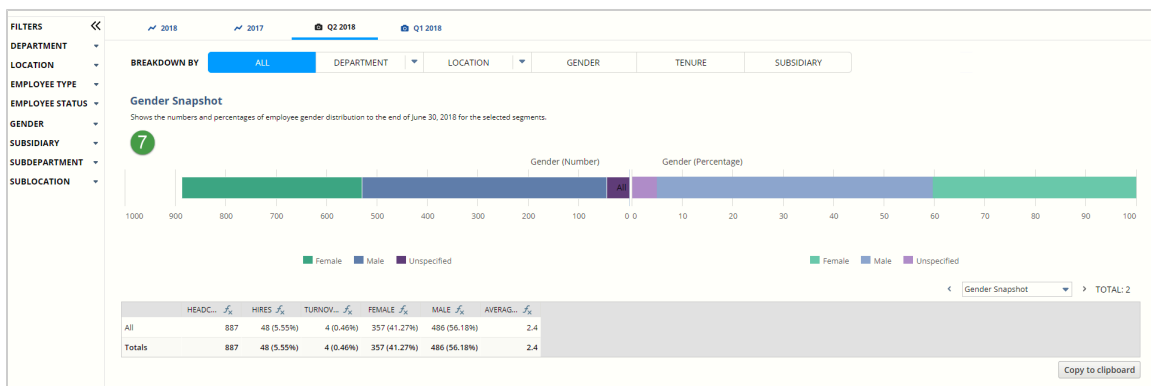 FILTERS
DEPARTMENT
LOCATION
EMPLOYEE TYPE
EMPLOYEE STATUS
GENDER
SUBSIDIARY
SUBDEPARTMENT
SUBLOCATION
2018 2017 Q2 2018 Q1 2018
BREAKDOWN BY ALL DEPARTMENT LOCATION GENDER TENURE SUBSIDIARY
Gender Snapshot
Shows the numbers and percentages of employee gender distribution to the end of June 30, 2018 for the selected segments.
7
Gender (Number) Gender (Percentage)
All
1000 900 800 700 600 500 400 300 200 100 0 0 10 20 30 40 50 60 70 80 90 100
Female Male Unspecified Female Male Unspecified
Gender Snapshot TOTAL: 2
HEADC... fx HIRES fx TURNOV... fx FEMALE fx MALE fx AVERAG... fx
All 887 48 (5.55%) 4 (0.46%) 357 (41.27%) 486 (56.18%) 2.4
Totals 887 48 (5.55%) 4 (0.46%) 357 (41.27%) 486 (56.18%) 2.4
Copy to clipboard